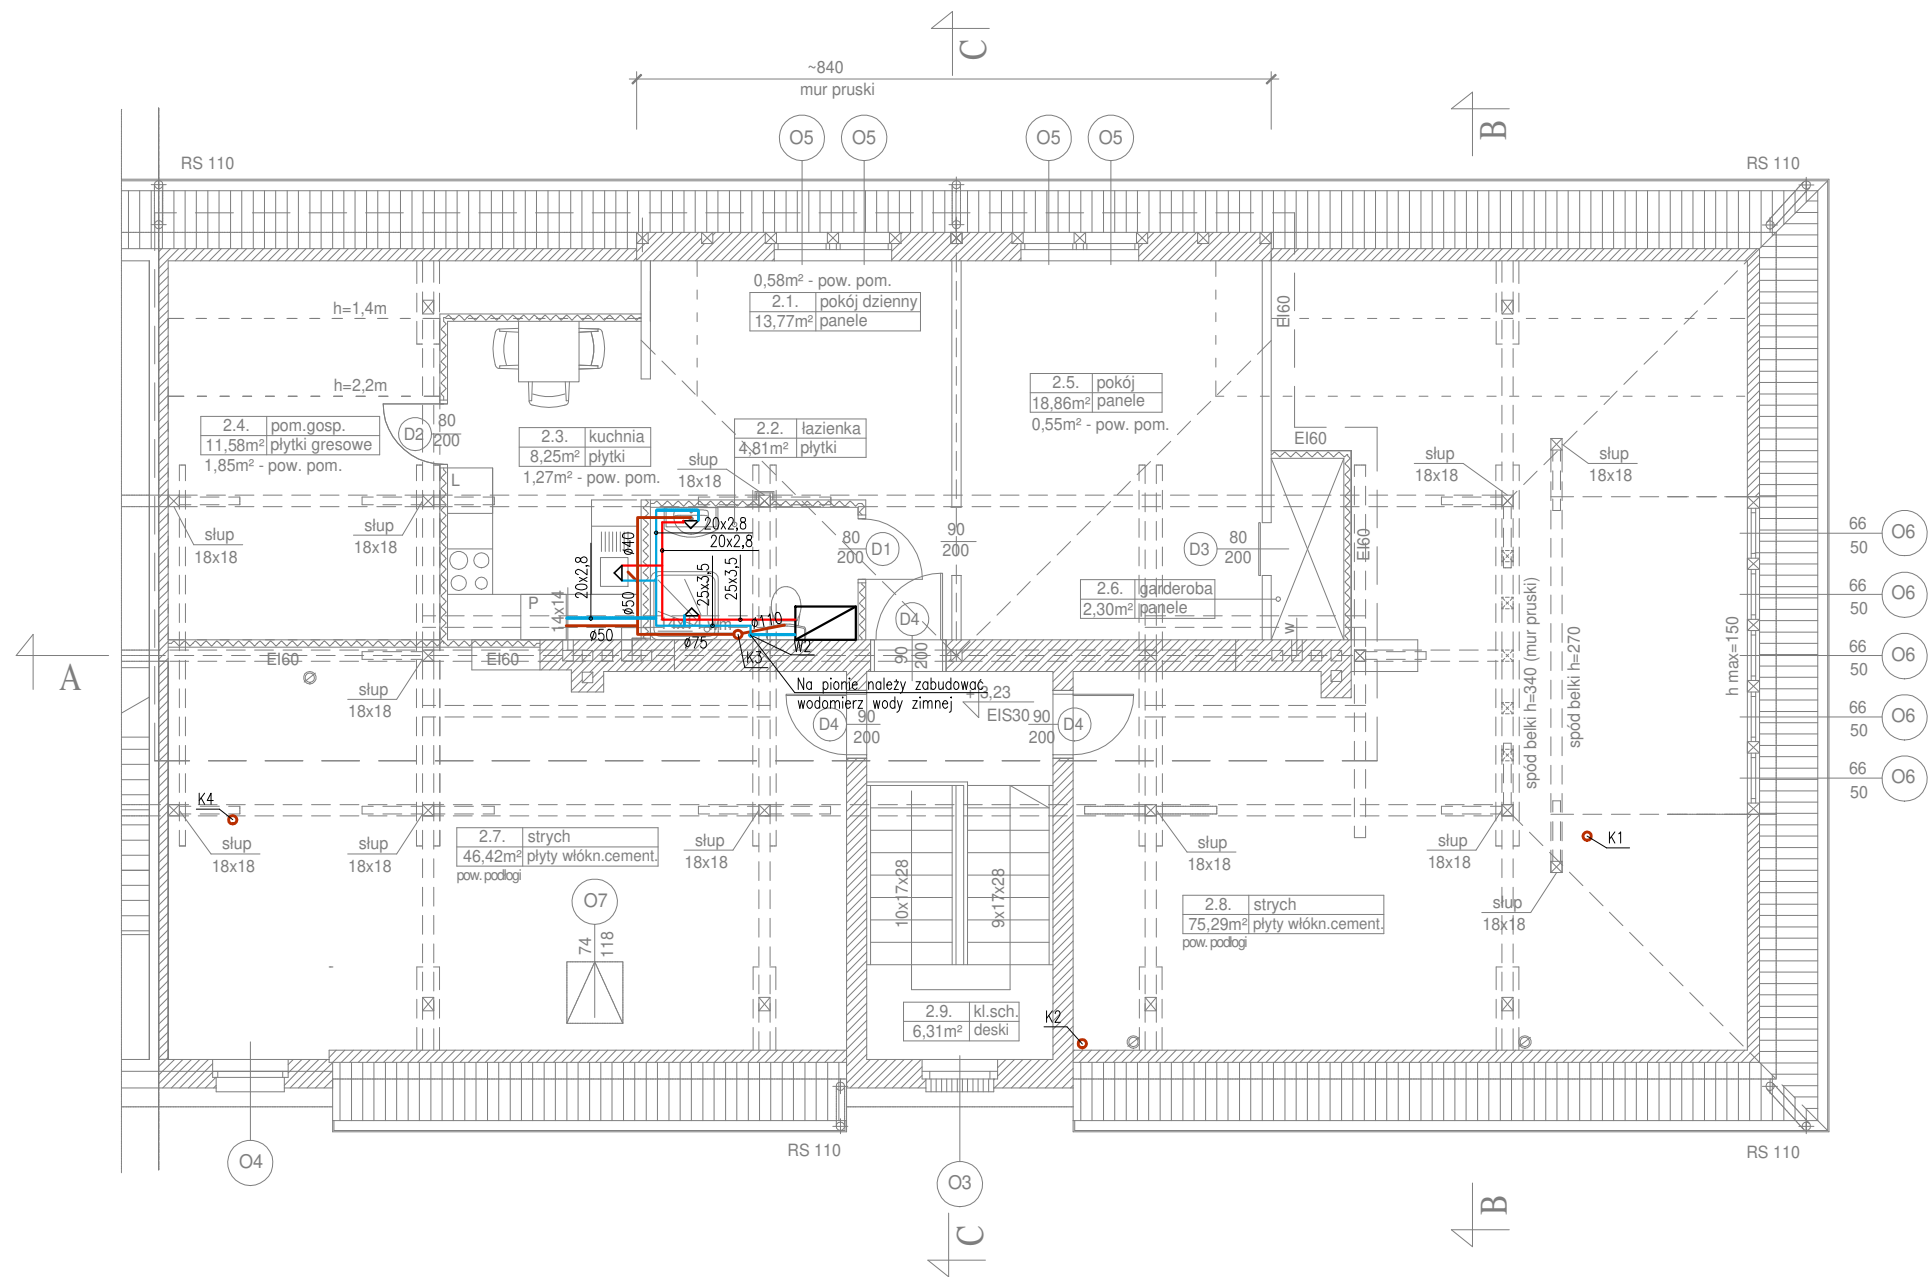 C
~840
mur pruski
B
O5
O5
O5
O5
RS 110
RS 110
0,58m² - pow. pom.
2.1. pokój dzienny
13,77m² panele
h=1,4m
EI60
h=2,2m
2.5. pokój
18,86m² panele
0,55m² - pow. pom.
2.4. pom.gosp.
11,58m² płytki gresowe
1,85m² - pow. pom.
D2
80
200
2.3. kuchnia
8,25m² płytki
1,27m² - pow. pom.
2.2. łazienka
4,81m² płytki
EI60
słup
18x18
słup
18x18
słup
18x18
L
słup
18x18
słup
18x18
20x2,8
20x2,8
ø40
80
200
D1
90
200
D3
80
200
EI60
66
50
O6
20x2,8
25x3,5
25x3,5
ø50
P
14x14
2.6. garderoba
2,30m² panele
66
50
O6
ø50
ø75
ø110
K3
W2
D4
90
200
w
spód belki h=340 (mur pruski)
spód belki h=270
h max=150
66
50
O6
A
EI60
EI60
słup
18x18
Na pionie należy zabudować
wodomierz wody zimnej
+3,23
EIS30
D4
90
200
90
200
D4
66
50
O6
66
50
O6
K4
słup
18x18
słup
18x18
2.7. strych
46,42m² płyty włókn.cement.
pow. podłogi
słup
18x18
słup
18x18
słup
18x18
K1
O7
74
118
10x17x28
9x17x28
2.8. strych
75,29m² płyty włókn.cement.
pow. podłogi
słup
18x18
2.9. kl.sch.
6,31m² deski
K2
RS 110
RS 110
O4
O3
C
B